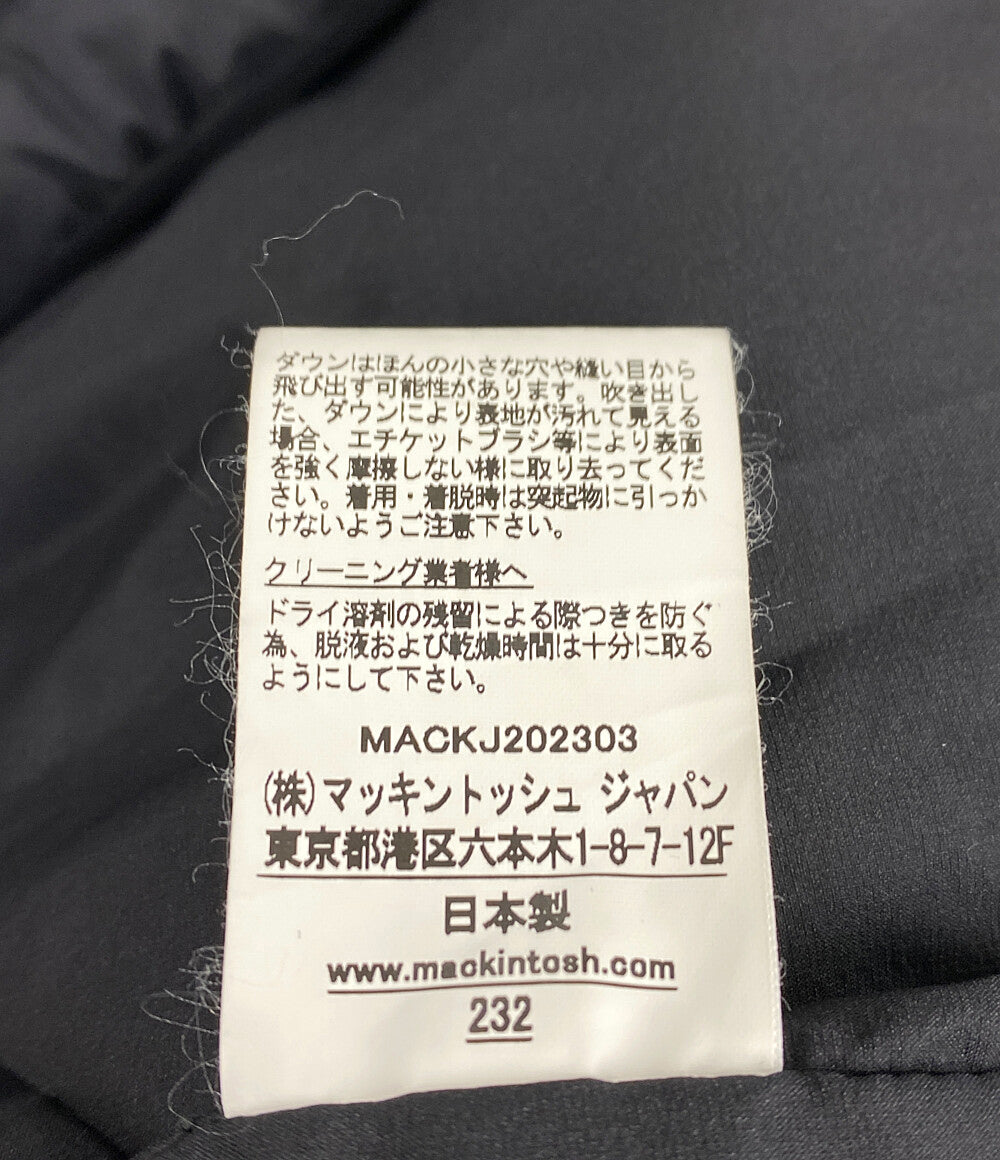 ダウンはほんの小さな穴や縫い目から
飛び出す可能性があります。吹き出し
た、ダウンにより表地が汚れて見える
場合、エチケットブラシ等により表面
を強く摩擦しない様に取り去ってくだ
さい。着用・着脱時は突起物に引っか
けないようご注意下さい。
クリーニング業者様へ
ドライ溶剤の残留による際つきを防ぐ
為、脱液および乾燥時間は十分に取る
ようにして下さい。
MACKJ202303
(株)マッキントッシュ ジャパン
東京都港区六本木1-8-7-12F
日本製
www.mackintosh.com
232